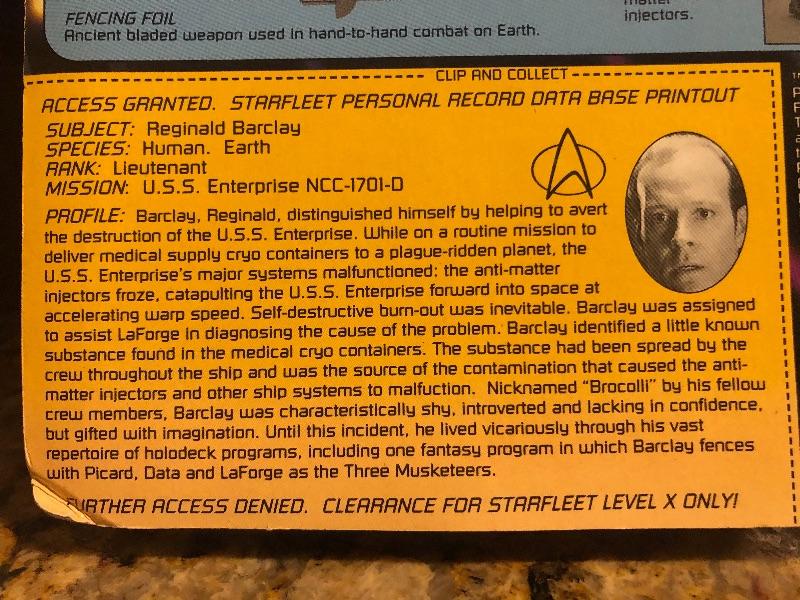 matter
injectors.
FENCING FOIL
Ancient bladed weapon used in hand-to-hand combat on Earth.
CLIP AND COLLECT
ACCESS GRANTED. STARFLEET PERSONAL RECORD DATA BASE PRINTOUT
SUBJECT: Reginald Barclay
SPECIES: Human. Earth
RANK: Lieutenant
MISSION: U.S.S. Enterprise NCC-1701-D
PROFILE: Barclay, Reginald, distinguished himself by helping to avert
the destruction of the U.S.S. Enterprise. While on a routine mission to
deliver medical supply cryo containers to a plague-ridden planet, the
U.S.S. Enterprise's major systems malfunctioned: the anti-matter
injectors froze, catapulting the U.S.S. Enterprise forward into space at
accelerating warp speed. Self-destructive burn-out was inevitable. Barclay was assigned
to assist LaForge in diagnosing the cause of the problem. Barclay identified a little known
substance found in the medical cryo containers. The substance had been spread by the
crew throughout the ship and was the source of the contamination that caused the anti-
matter injectors and other ship systems to malfuction. Nicknamed "Brocolli" by his fellow
crew members, Barclay was characteristically shy, introverted and lacking in confidence,
but gifted with imagination. Until this incident, he lived vicariously through his vast
repertoire of holodeck programs, including one fantasy program in which Barclay fences
with Picard, Data and LaForge as the Three Musketeers.
FURTHER ACCESS DENIED. CLEARANCE FOR STARFLEET LEVEL X ONLY!